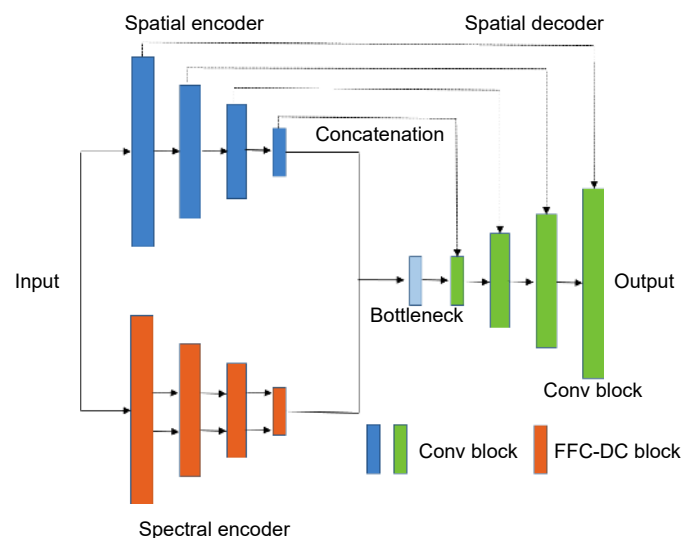 Spatial encoder
Spatial decoder
Concatenation
Input
Output
Bottleneck
Conv block
Conv block
FFC-DC block
Spectral encoder